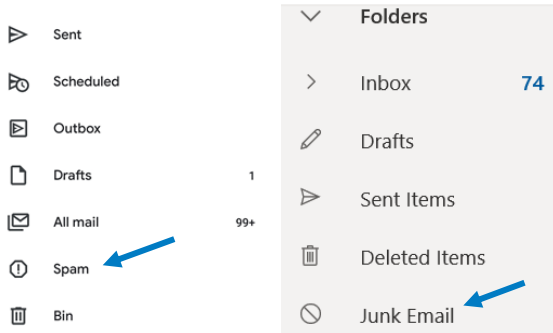 Sent
Scheduled
Outbox
Drafts 1
All mail 99+
Spam
Bin
Folders
Inbox 74
Drafts
Sent Items
Deleted Items
Junk Email